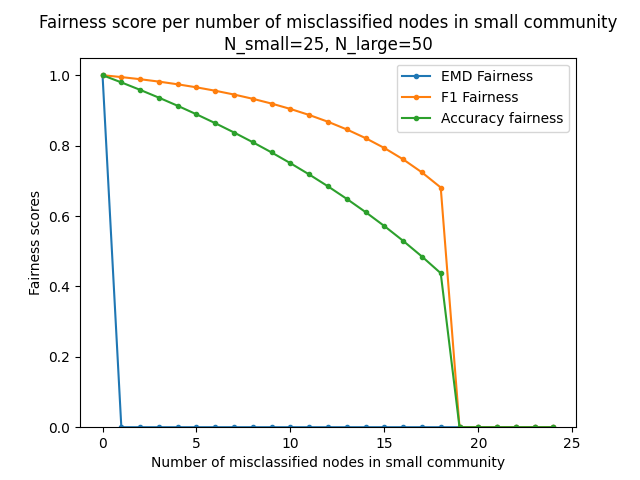 Fairness score per number of misclassified nodes in small community
N_small=25, N_large=50
EMD Fairness
F1 Fairness
Accuracy fairness
Fairness scores
1.0
0.8
0.6
0.4
0.2
0.0
0 5 10 15 20 25
Number of misclassified nodes in small community